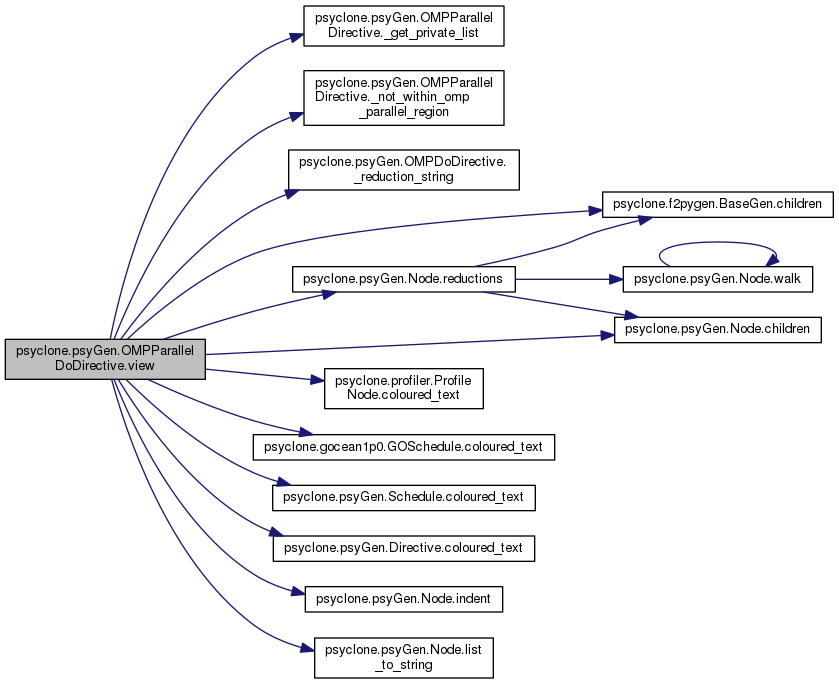 psyclone.psyGen.OMPParallel
Directive._get_private_list
psyclone.psyGen.OMPParallel
Directive._not_within_omp
_parallel_region
psyclone.psyGen.OMPDoDirective.
_reduction_string
psyclone.f2pygen.BaseGen.children
psyclone.psyGen.Node.reductions
psyclone.psyGen.Node.walk
psyclone.psyGen.Node.children
psyclone.psyGen.OMPParallel
DoDirective.view
psyclone.profiler.Profile
Node.coloured_text
psyclone.gocean1p0.GOSchedule.coloured_text
psyclone.psyGen.Schedule.coloured_text
psyclone.psyGen.Directive.coloured_text
psyclone.psyGen.Node.indent
psyclone.psyGen.Node.list
_to_string